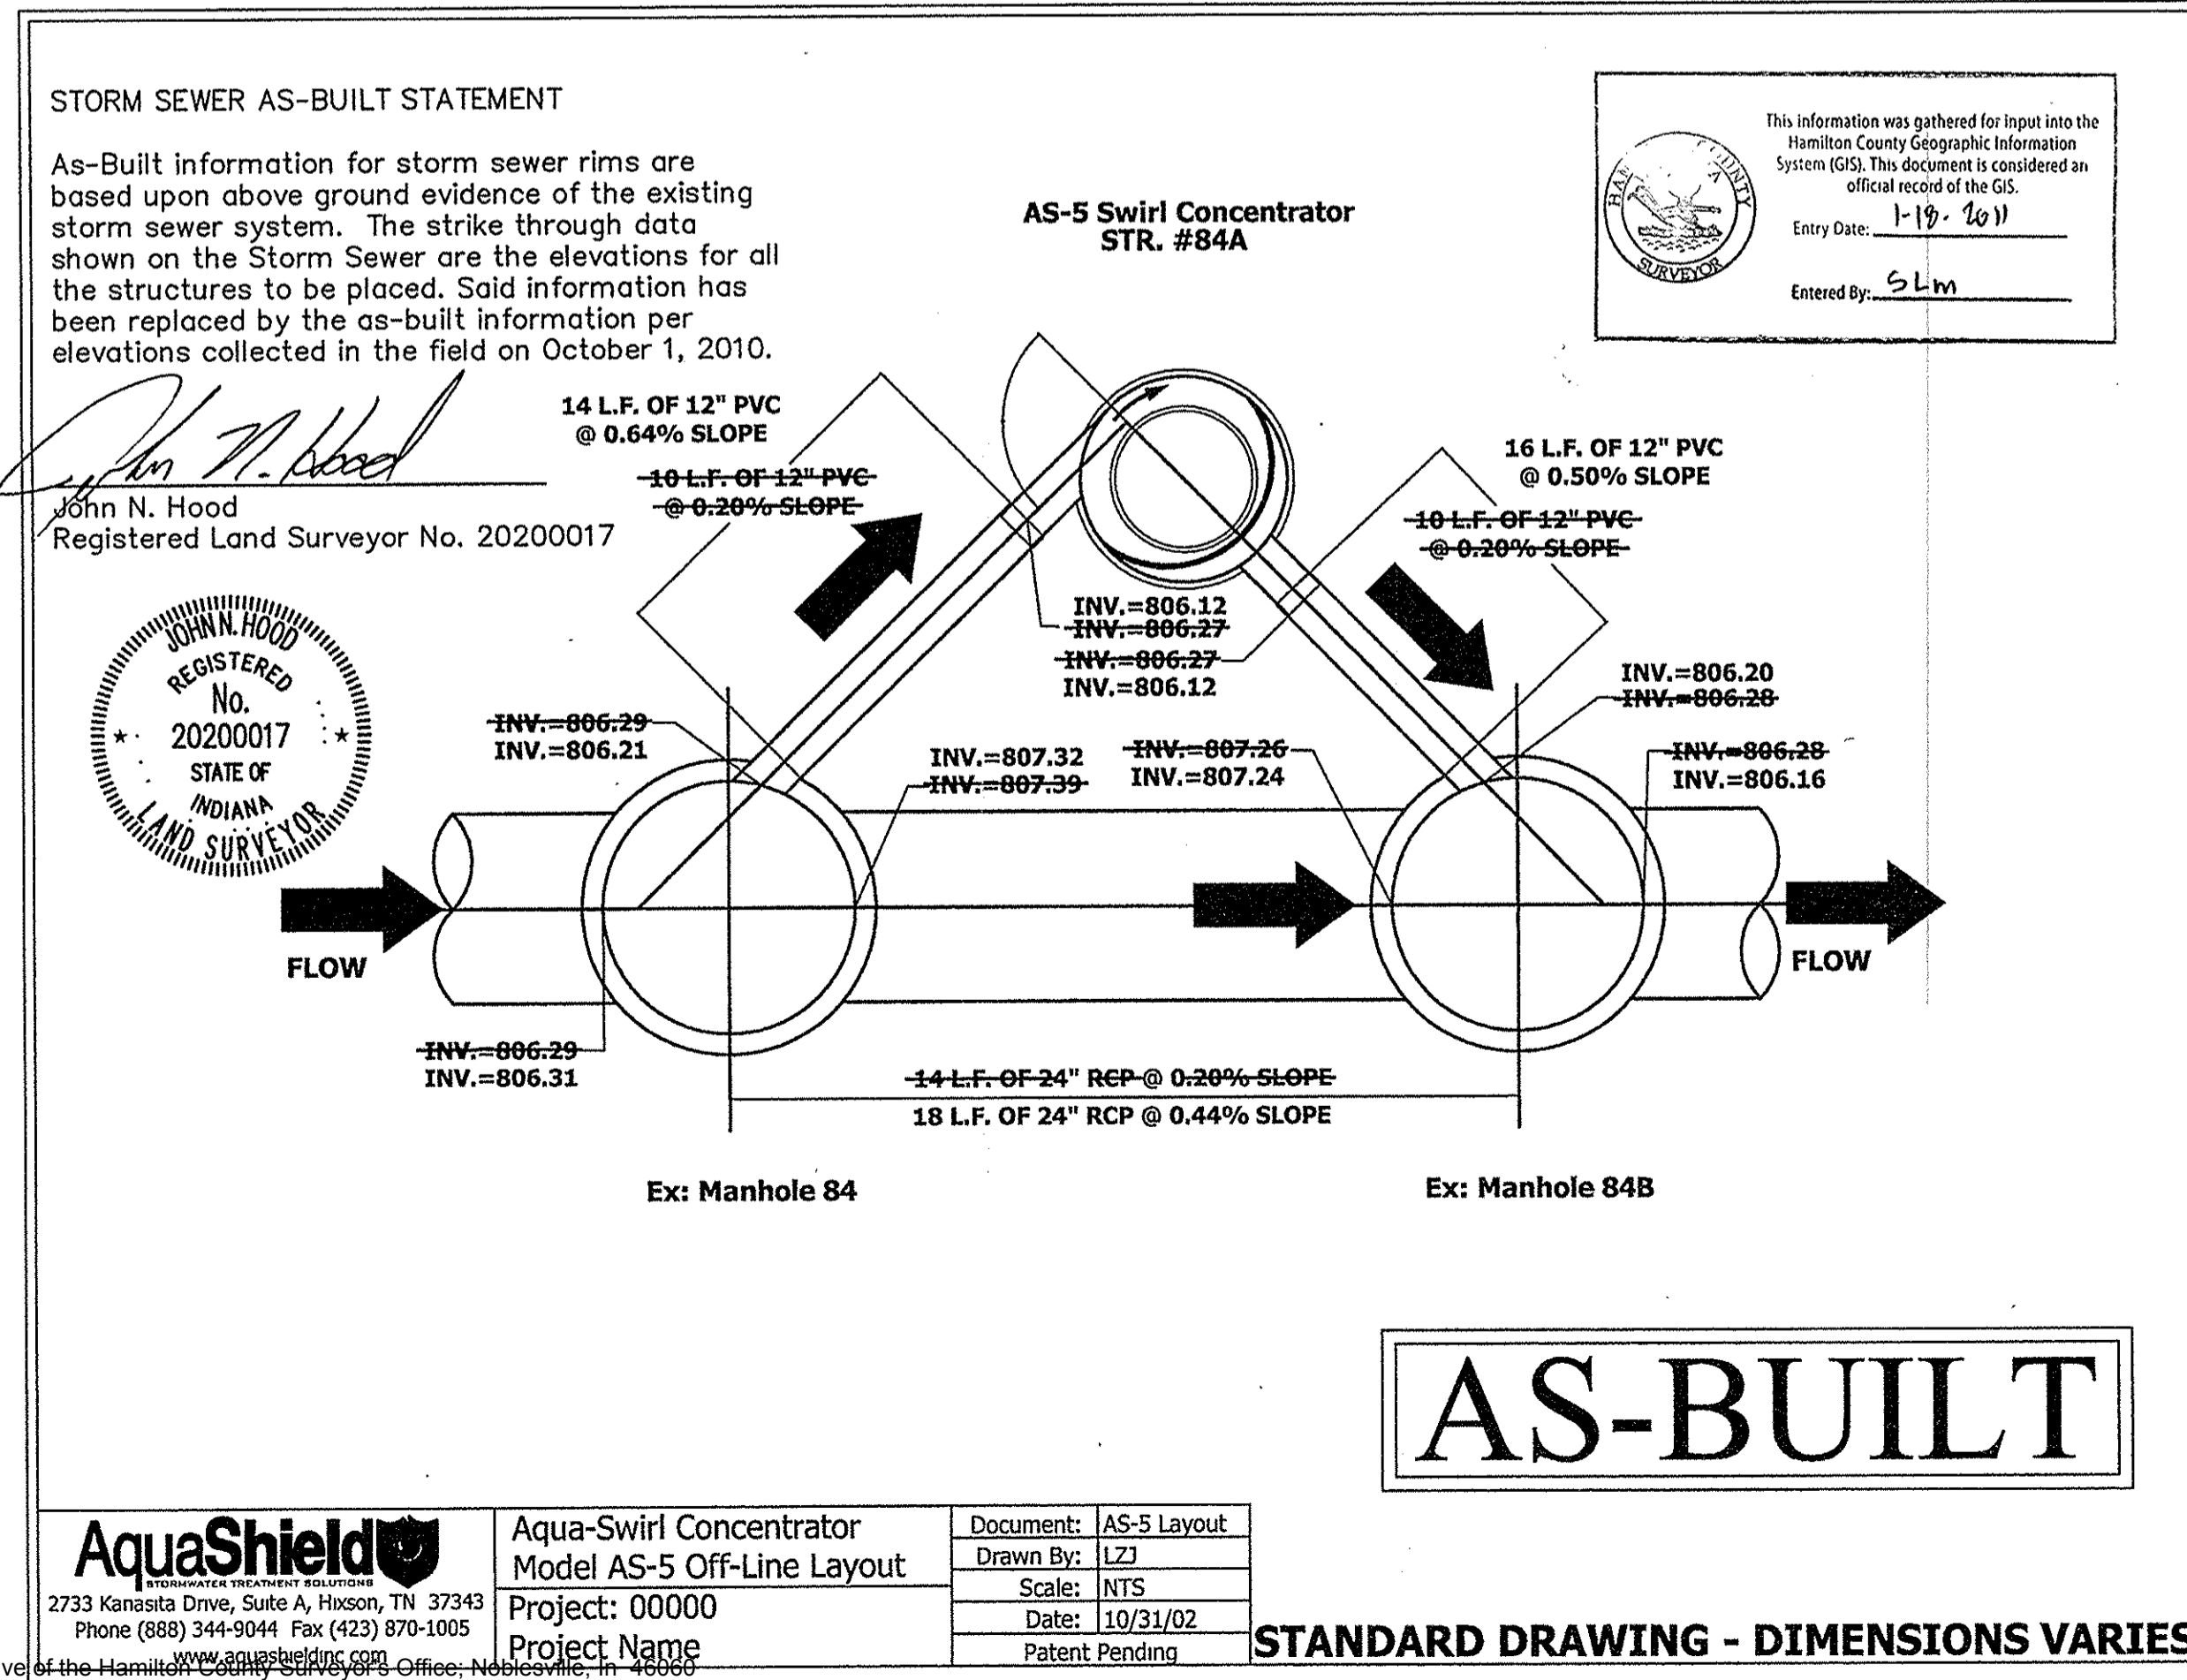 STORM SEWER AS-BUILT STATEMENT
As-Built information for storm sewer rims are
based upon above ground evidence of the existing
storm sewer system. The strike through data
shown on the Storm Sewer are the elevations for all
the structures to be placed. Said information has
been replaced by the as-built information per
elevations collected in the field on October 1, 2010.
John N. Hood
John N. Hood
Registered Land Surveyor No. 20200017
JOHN N. HOOD
REGISTERED
No.
20200017
STATE OF
INDIANA
LAND SURVEYOR
AS-5 Swirl Concentrator
STR. #84A
COUNTY
SURVEYOR
This information was gathered for input into the
Hamilton County Geographic Information
System (GIS). This document is considered an
official record of the GIS.
Entry Date: 1-18-2011
Entered By: SLM
14 L.F. OF 12" PVC
@ 0.64% SLOPE
10 L.F. OF 12" PVC
@ 0.20% SLOPE
16 L.F. OF 12" PVC
@ 0.50% SLOPE
10 L.F. OF 12" PVC
@ 0.20% SLOPE
INV.=806.12
INV.=806.27
INV.=806.27
INV.=806.12
INV.=806.20
INV.=806.28
INV.=806.29
INV.=806.21
INV.=807.32
INV.=807.39
INV.=807.26
INV.=807.24
INV.=806.28
INV.=806.16
FLOW
FLOW
INV.=806.29
INV.=806.31
14 L.F. OF 24" RCP @ 0.20% SLOPE
18 L.F. OF 24" RCP @ 0.44% SLOPE
Ex: Manhole 84
Ex: Manhole 84B
AS-BUILT
AquaShield
STORMWATER TREATMENT SOLUTIONS
2733 Kanasita Drive, Suite A, Hixson, TN 37343
Phone (888) 344-9044 Fax (423) 870-1005
www.aquashieldinc.com
Aqua-Swirl Concentrator
Model AS-5 Off-Line Layout
Project: 00000
Project Name
Document: AS-5 Layout
Drawn By: LZJ
Scale: NTS
Date: 10/31/02
Patent Pending
STANDARD DRAWING - DIMENSIONS VARIES
of the Hamilton County Surveyor's Office; Noblesville, In 46060